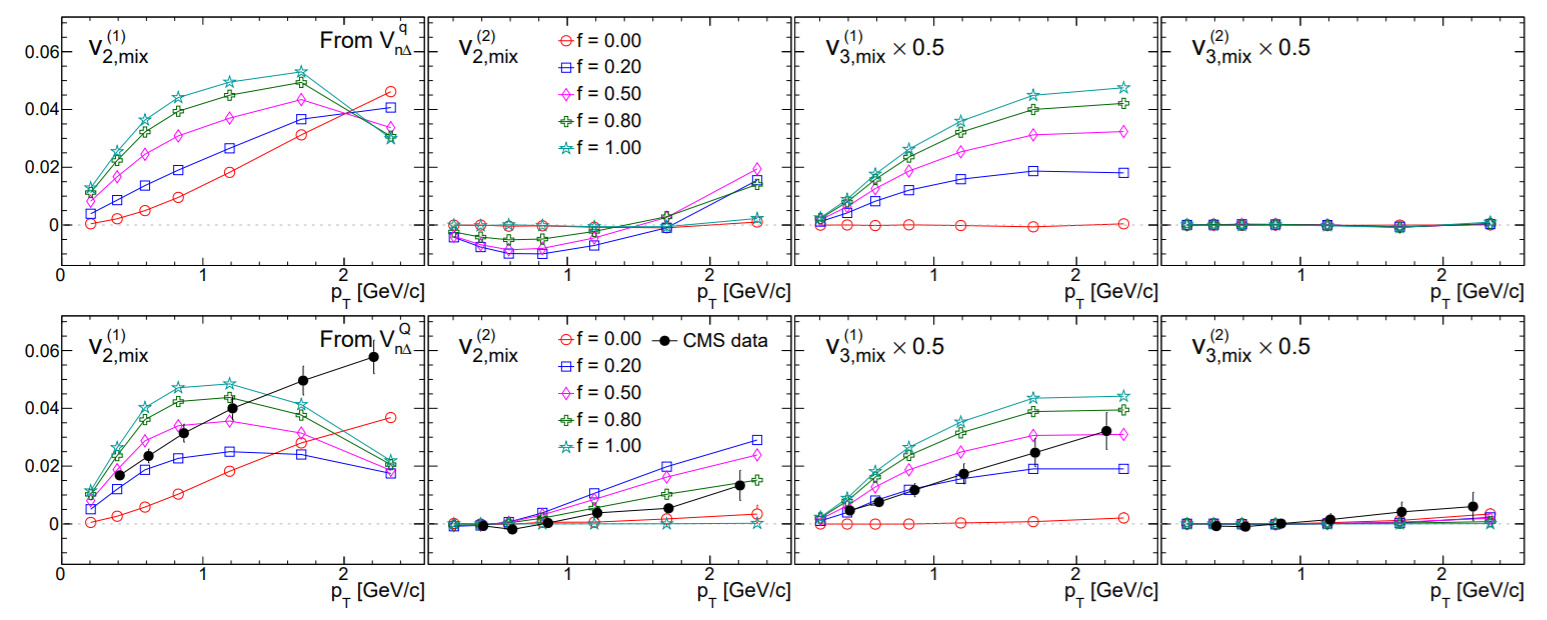 v_{2,mix}^{(1)} From V_{nΔ}^{q}
0.06
0.04
0.02
0
0 1 2
p_T [GeV/c]
v_{2,mix}^{(2)}
f = 0.00
f = 0.20
f = 0.50
f = 0.80
f = 1.00
1 2
p_T [GeV/c]
v_{3,mix}^{(1)} × 0.5
1 2
p_T [GeV/c]
v_{3,mix}^{(2)} × 0.5
1 2
p_T [GeV/c]
v_{2,mix}^{(1)} From V_{nΔ}^{Q}
0.06
0.04
0.02
0
0 1 2
p_T [GeV/c]
v_{2,mix}^{(2)}
f = 0.00 CMS data
f = 0.20
f = 0.50
f = 0.80
f = 1.00
1 2
p_T [GeV/c]
v_{3,mix}^{(1)} × 0.5
1 2
p_T [GeV/c]
v_{3,mix}^{(2)} × 0.5
1 2
p_T [GeV/c]